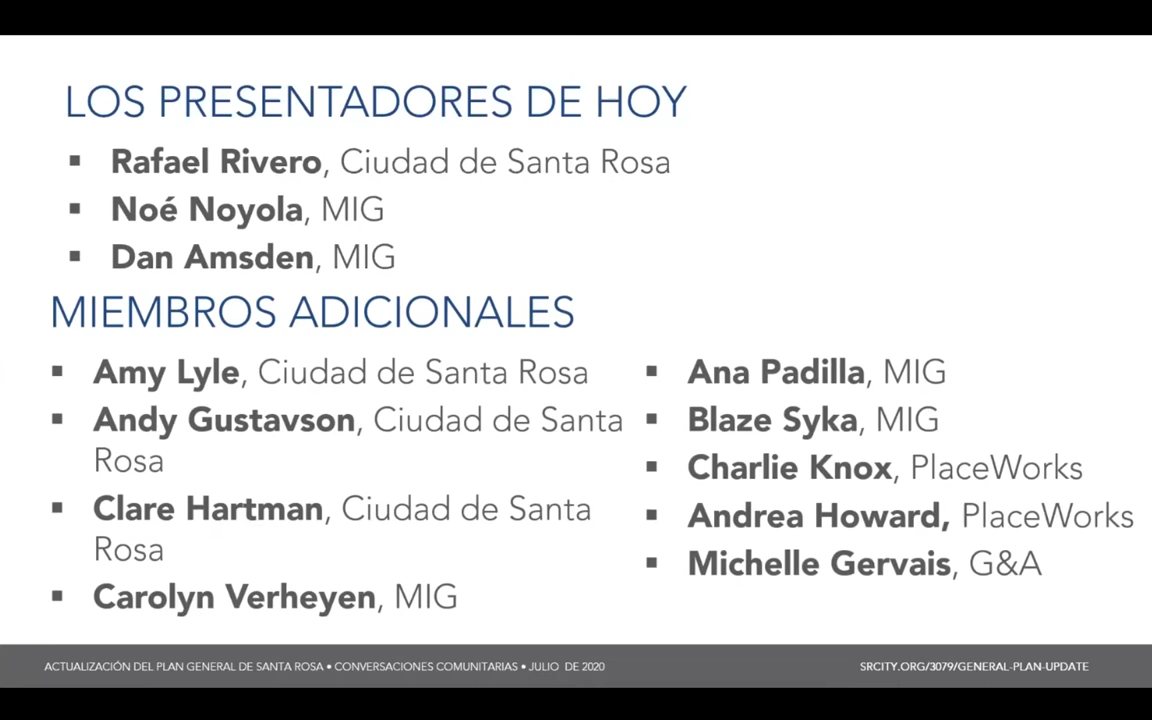 LOS PRESENTADORES DE HOY
▪ Rafael Rivero, Ciudad de Santa Rosa
▪ Noé Noyola, MIG
▪ Dan Amsden, MIG
MIEMBROS ADICIONALES
▪ Amy Lyle, Ciudad de Santa Rosa
▪ Andy Gustavson, Ciudad de Santa
Rosa
▪ Clare Hartman, Ciudad de Santa
Rosa
▪ Carolyn Verheyen, MIG
▪ Ana Padilla, MIG
▪ Blaze Syka, MIG
▪ Charlie Knox, PlaceWorks
▪ Andrea Howard, PlaceWorks
▪ Michelle Gervais, G&A
ACTUALIZACIÓN DEL PLAN GENERAL DE SANTA ROSA • CONVERSACIONES COMUNITARIAS • JULIO DE 2020
SRCITY.ORG/3079/GENERAL-PLAN-UPDATE